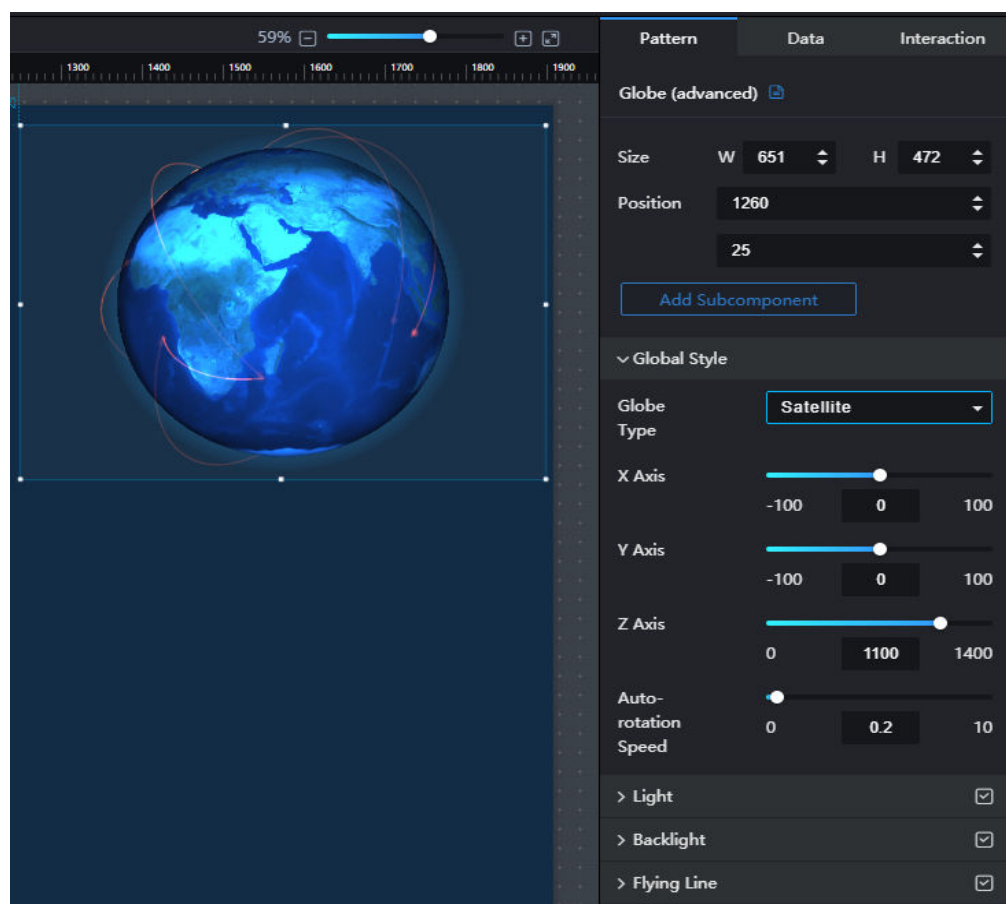 59%
Pattern Data Interaction
1300 1400 1500 1600 1700 1800 1900
Globe (advanced)
25
Size W 651 H 472
Position 1260
25
Add Subcomponent
Global Style
Globe Type Satellite
X Axis
-100 0 100
Y Axis
-100 0 100
Z Axis
0 1100 1400
Auto-
rotation 0 0.2 10
Speed
Light
Backlight
Flying Line